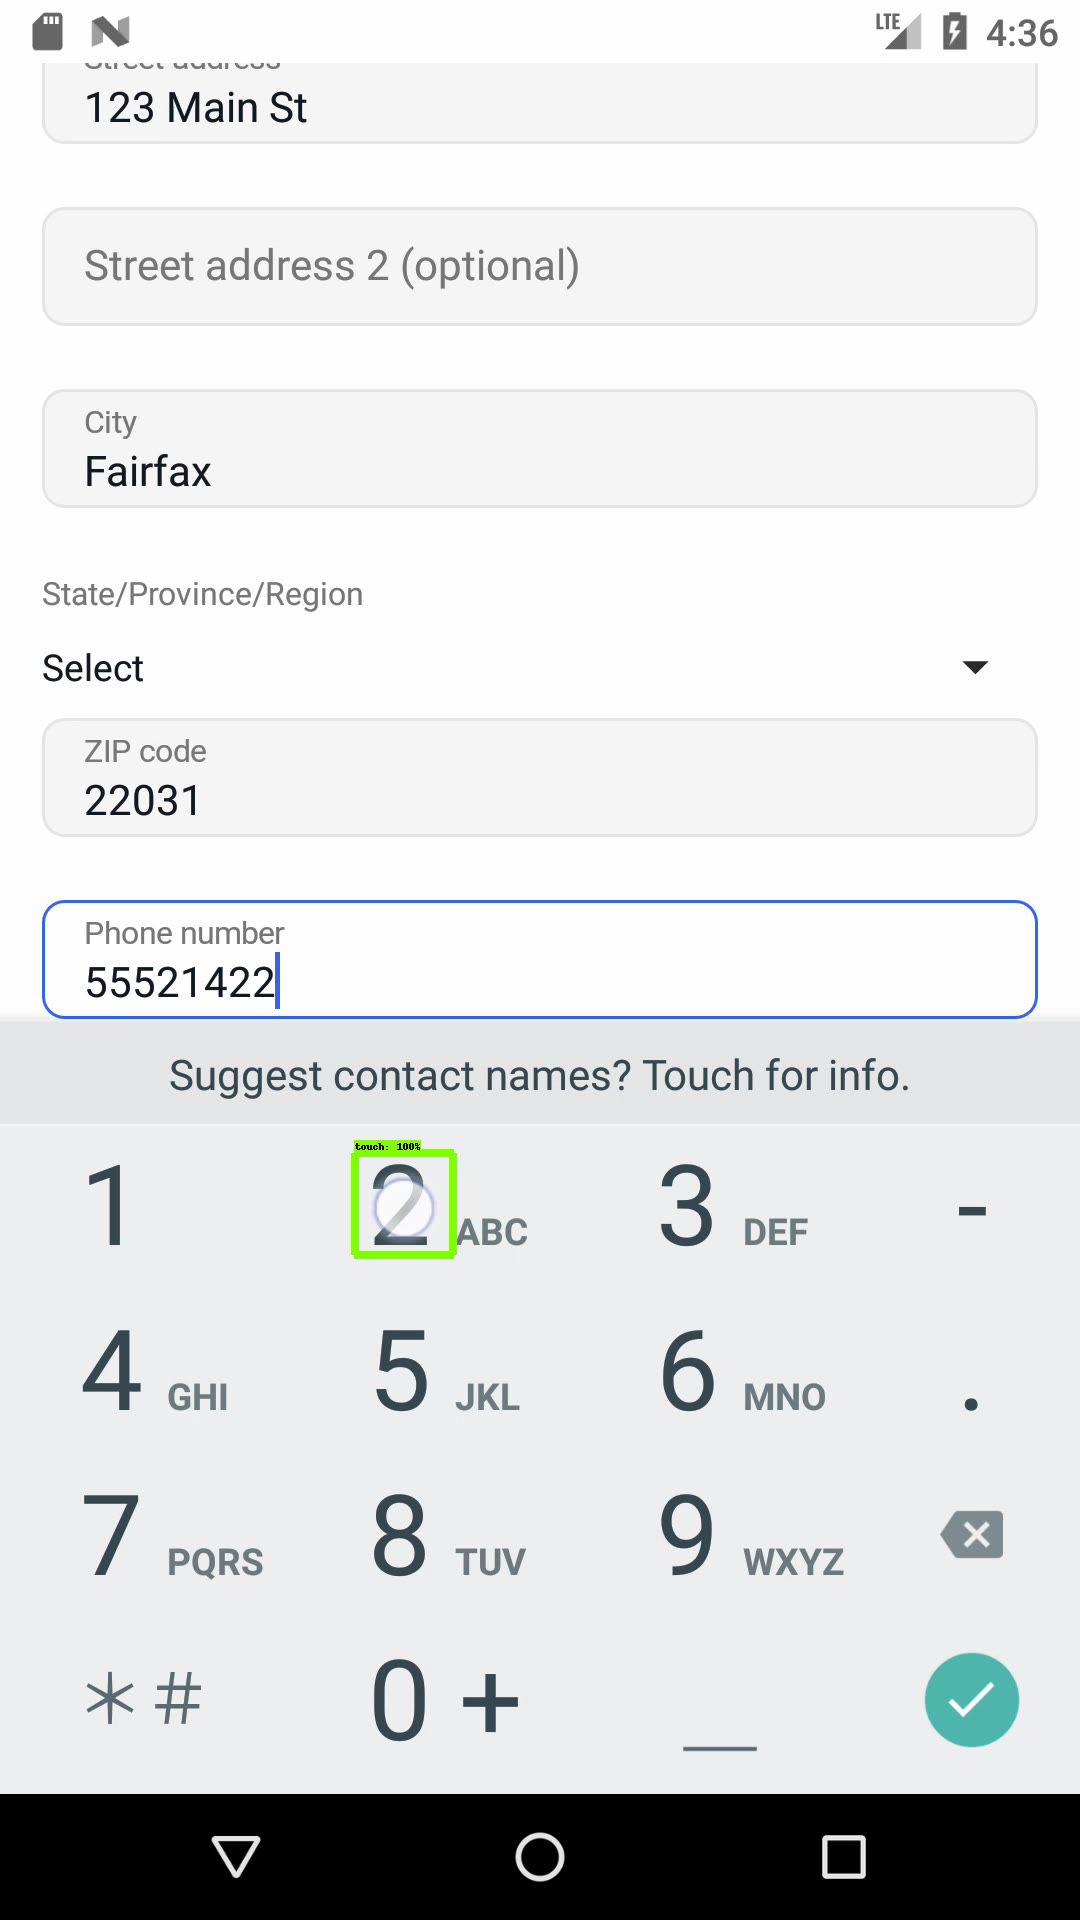 LTE 4:36
Street address
123 Main St
Street address 2 (optional)
City
Fairfax
State/Province/Region
Select
ZIP code
22031
Phone number
55521422
Suggest contact names? Touch for info.
touch: 100%
1 2 ABC 3 DEF -
4 GHI 5 JKL 6 MNO .
7 PQRS 8 TUV 9 WXYZ
*# 0 + _